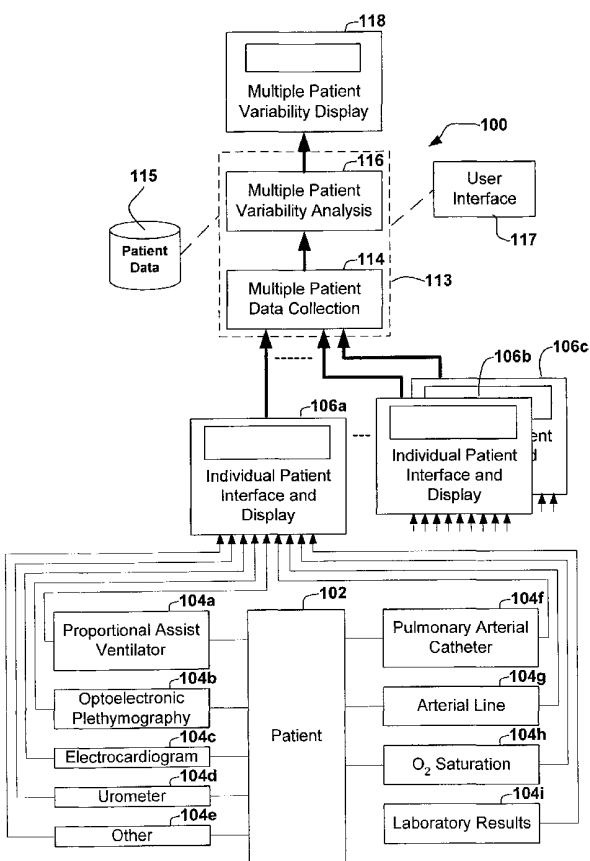 118
Multiple Patient
Variability Display
100
116
Multiple Patient
Variability Analysis
115
Patient
Data
User
Interface
117
114
Multiple Patient
Data Collection
113
106c
106b
106a
ent
d
Individual Patient
Interface and
Display
Individual Patient
Interface and
Display
104a
Proportional Assist
Ventilator
104b
Optoelectronic
Plethymography
104c
Electrocardiogram
104d
Urometer
104e
Other
102
Patient
104f
Pulmonary Arterial
Catheter
104g
Arterial Line
104h
O2 Saturation
104i
Laboratory Results